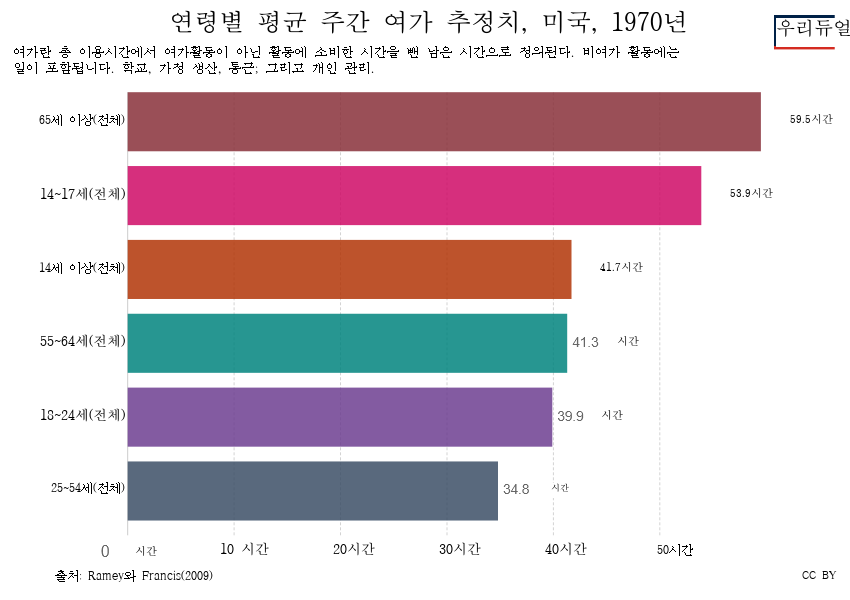 연령별 평균 주간 여가 추정치, 미국, 1970년
우리듀얼
여가란 총 이용시간에서 여가활동이 아닌 활동에 소비한 시간을 뺀 남은 시간으로 정의된다. 비여가 활동에는
일이 포함됩니다. 학교, 가정 생산, 통근; 그리고 개인 관리.
65세 이상(전체) 59.5시간
14~17세(전체) 53.9시간
14세 이상(전체) 41.7시간
55~64세(전체) 41.3 시간
18~24세(전체) 39.9 시간
25~54세(전체) 34.8 시간
0 시간 10 시간 20시간 30시간 40시간 50시간
출처: Ramey와 Francis(2009) CC BY